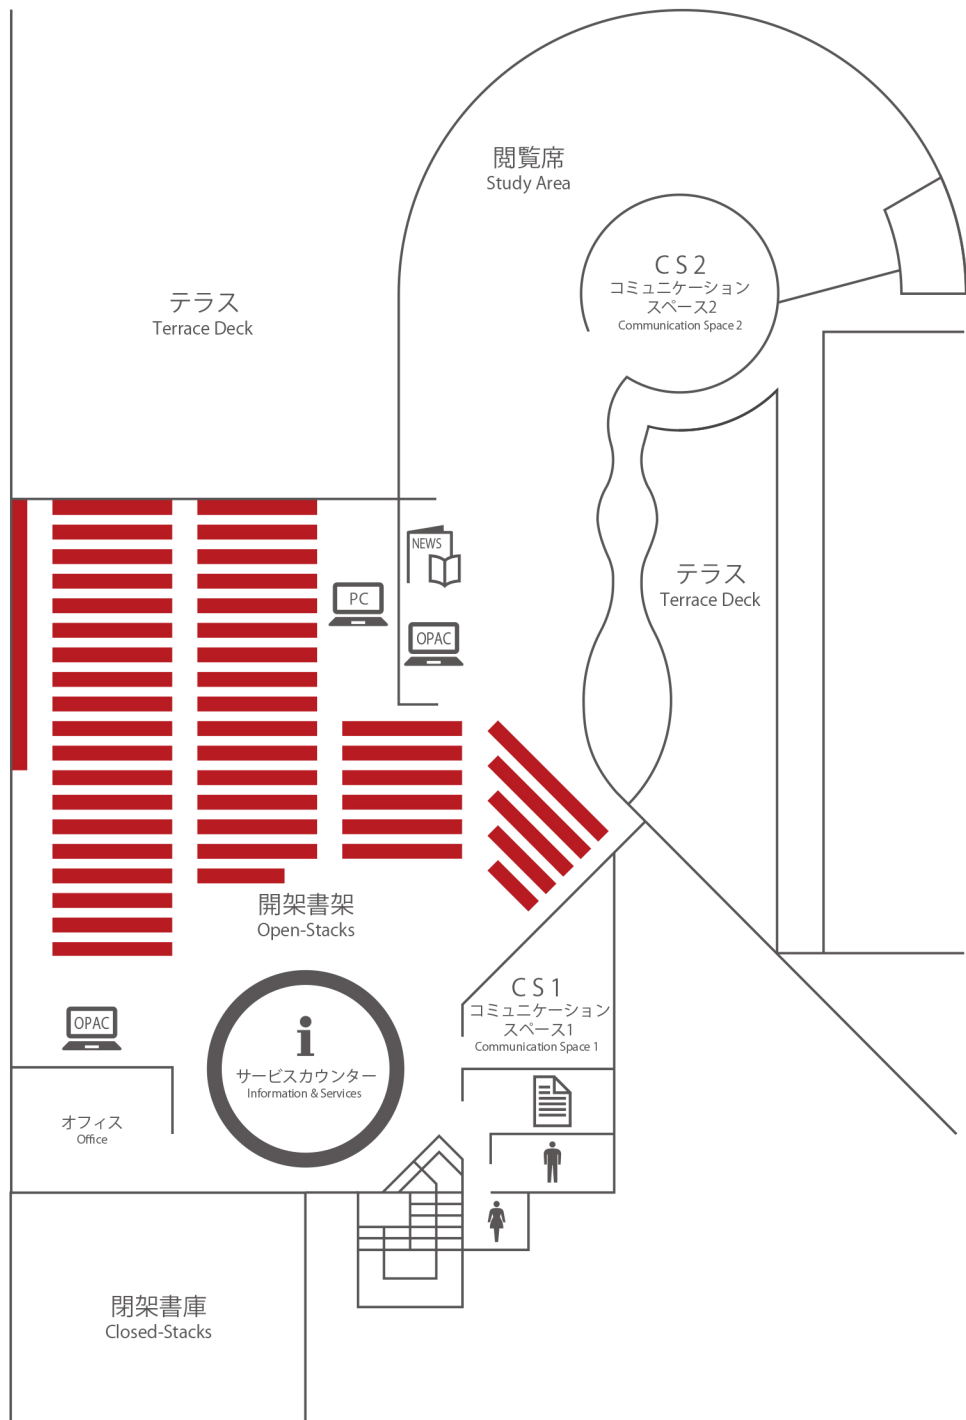 閲覧席
Study Area
CS2
コミュニケーション
スペース2
Communication Space 2
テラス
Terrace Deck
NEWS
PC
OPAC
テラス
Terrace Deck
開架書架
Open-Stacks
CS1
コミュニケーション
スペース1
Communication Space 1
OPAC
i
サービスカウンター
Information & Services
オフィス
Office
閉架書庫
Closed-Stacks